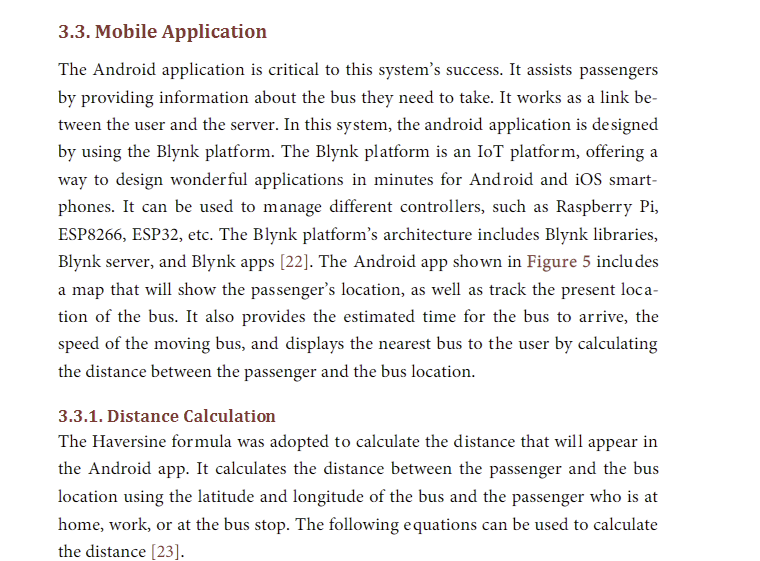 3.3. Mobile Application
The Android application is critical to this system's success. It assists passengers
by providing information about the bus they need to take. It works as a link be-
tween the user and the server. In this system, the android application is designed
by using the Blynk platform. The Blynk platform is an IoT platform, offering a
way to design wonderful applications in minutes for Android and iOS smart-
phones. It can be used to manage different controllers, such as Raspberry Pi,
ESP8266, ESP32, etc. The Blynk platform's architecture includes Blynk libraries,
Blynk server, and Blynk apps [22]. The Android app shown in Figure 5 includes
a map that will show the passenger's location, as well as track the present loca-
tion of the bus. It also provides the estimated time for the bus to arrive, the
speed of the moving bus, and displays the nearest bus to the user by calculating
the distance between the passenger and the bus location.
3.3.1. Distance Calculation
The Haversine formula was adopted to calculate the distance that will appear in
the Android app. It calculates the distance between the passenger and the bus
location using the latitude and longitude of the bus and the passenger who is at
home, work, or at the bus stop. The following equations can be used to calculate
the distance [23].